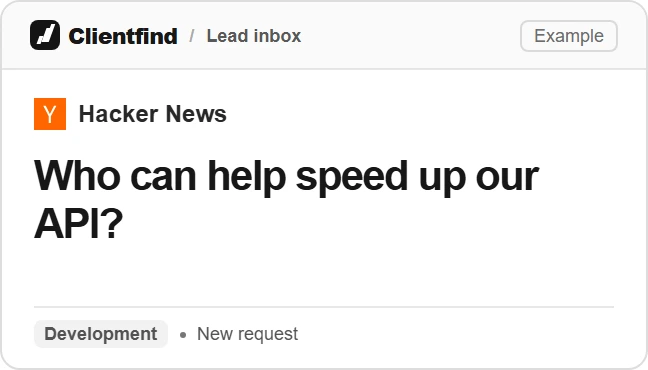 Clientfind / Lead inbox Example
Y Hacker News
Who can help speed up our
API?
Development • New request